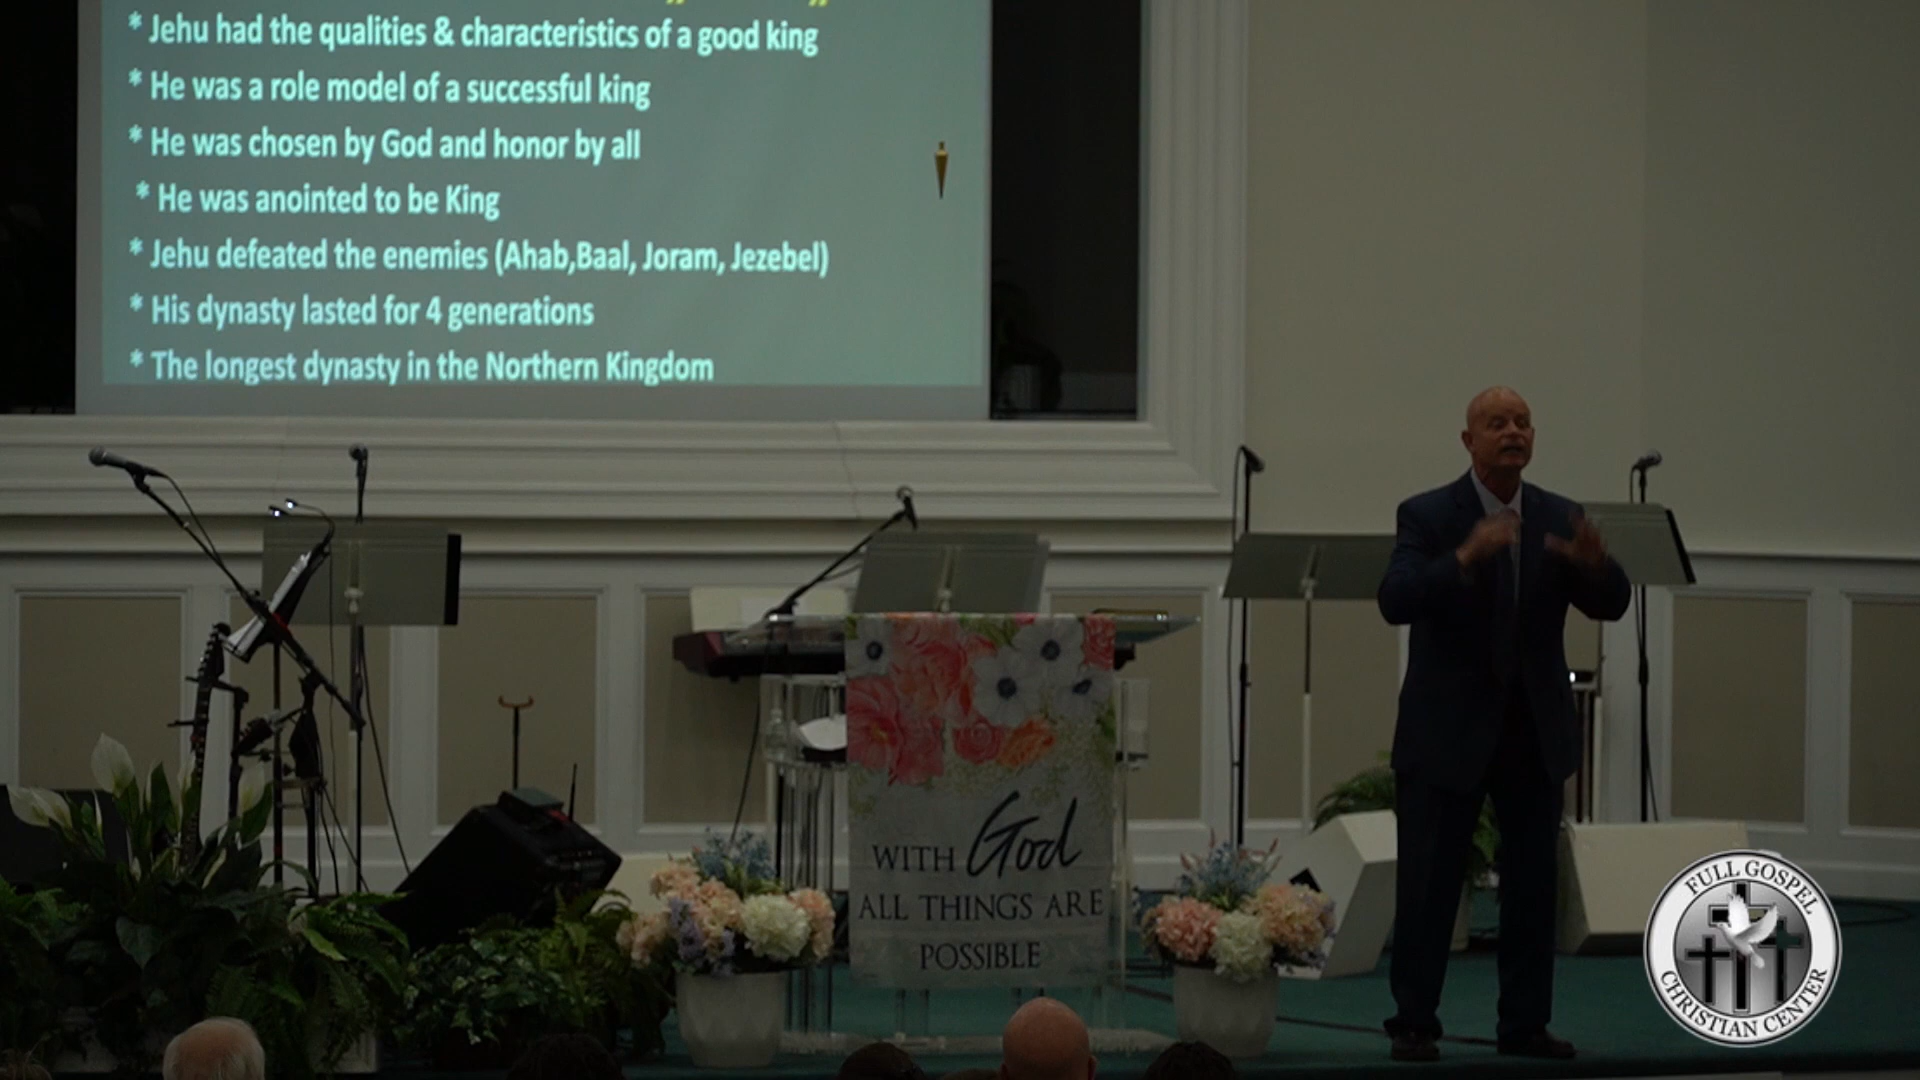 * Jehu had the qualities & characteristics of a good king
* He was a role model of a successful king
* He was chosen by God and honor by all
* He was anointed to be King
* Jehu defeated the enemies (Ahab,Baal, Joram, Jezebel)
* His dynasty lasted for 4 generations
* The longest dynasty in the Northern Kingdom
WITH God
ALL THINGS ARE
POSSIBLE
FULL GOSPEL
CHRISTIAN CENTER